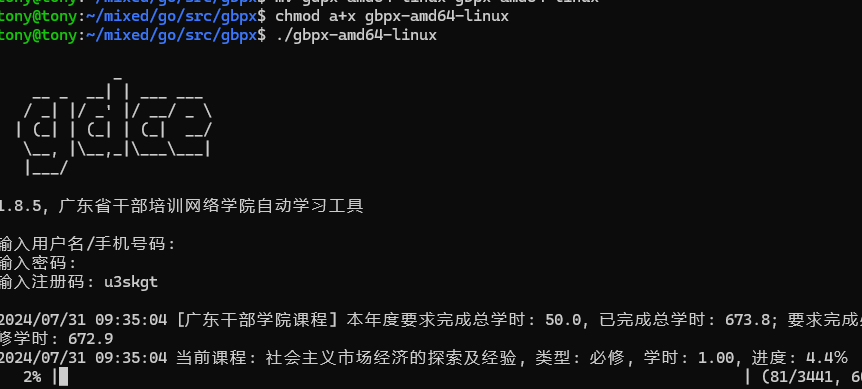 tony@tony:~/mixed/go/src/gbpx$ chmod a+x gbpx-amd64-linux
tony@tony:~/mixed/go/src/gbpx$ ./gbpx-amd64-linux
gdce
1.8.5, 广东省干部培训网络学院自动学习工具
输入用户名/手机号码:
输入密码:
输入注册码: u3skgt
2024/07/31 09:35:04 [广东干部学院课程] 本年度要求完成总学时: 50.0, 已完成总学时: 673.8; 要求完成
修学时: 672.9
2024/07/31 09:35:04 当前课程: 社会主义市场经济的探索及经验, 类型: 必修, 学时: 1.00, 进度: 4.4%
2% | | (81/3441,